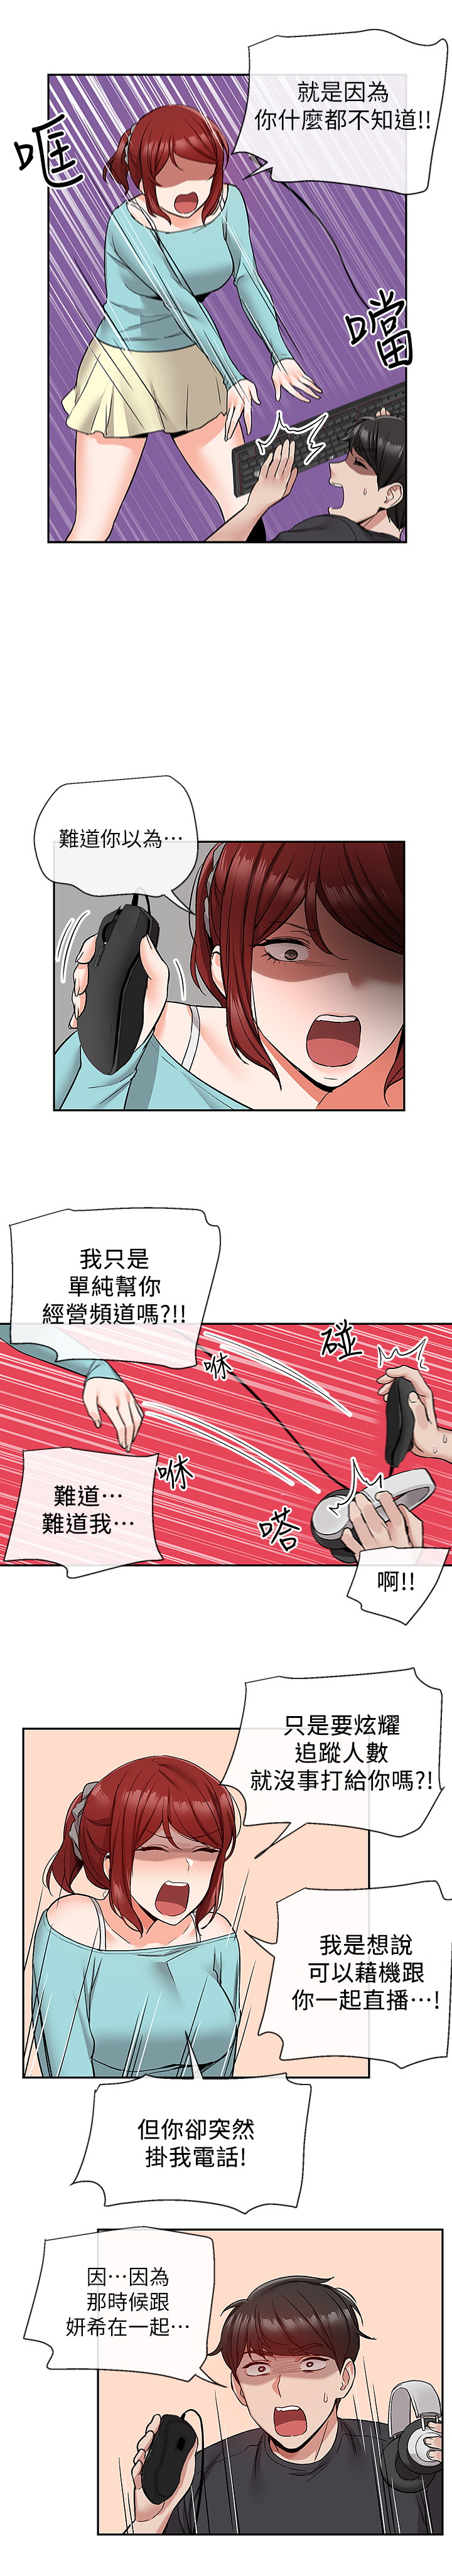 就是因為
你什麼都不知道!!
哐
噹
難道你以為…
我只是
單純幫你
經營頻道嗎?!!
碰
咻
咻
難道…
難道我…
嗒
啊!!
只是要炫耀
追蹤人數
就沒事打給你嗎?!
我是想說
可以藉機跟
你一起直播…!
但你卻突然
掛我電話!
因…因為
那時候跟
妍希在一起…